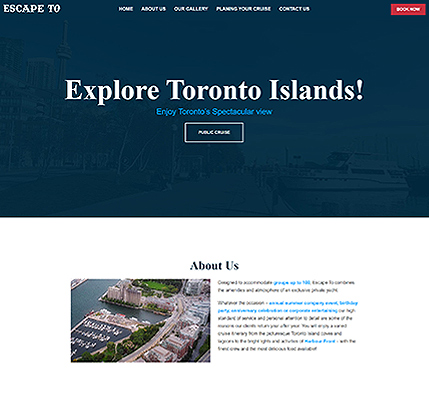 ESCAPE TO
HOME ABOUT US OUR GALLERY PLANING YOUR CRUISE CONTACT US
BOOK NOW
Explore Toronto Islands!
Enjoy Toronto's Spectacular view
PUBLIC CRUISE
About Us
Designed to accommodate groups up to 100, Escape To combines
the amenities and atmosphere of an exclusive private yacht.
Whatever the occasion - annual summer company event, birthday
party, anniversary celebration or corporate entertaining our high
standard of service and personal attention to detail are some of the
reasons our clients return year after year. You will enjoy a varied
cruise itinerary from the picturesque Toronto Island coves and
lagoons to the bright lights and activities of Harbour Front - with the
finest crew and the most delicious food available!!